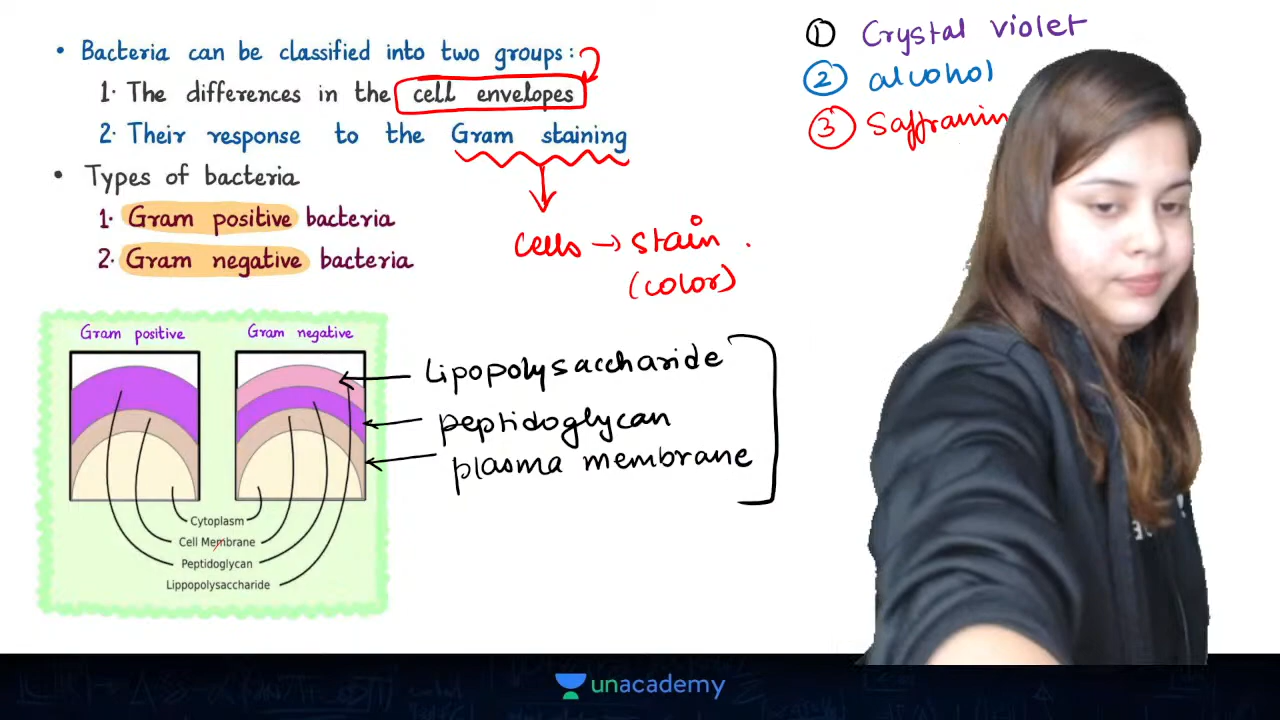 • Bacteria can be classified into two groups:
1. The differences in the cell envelopes
2. Their response to the Gram staining
• Types of bacteria
1. Gram positive bacteria
2. Gram negative bacteria
① Crystal violet
② alcohol
③ Saffranin
Cells → stain
(color)
Gram positive
Gram negative
Lipopolysaccharide
peptidoglycan
plasma membrane
Cytoplasm
Cell Membrane
Peptidoglycan
Lippopolysaccharide
unacademy